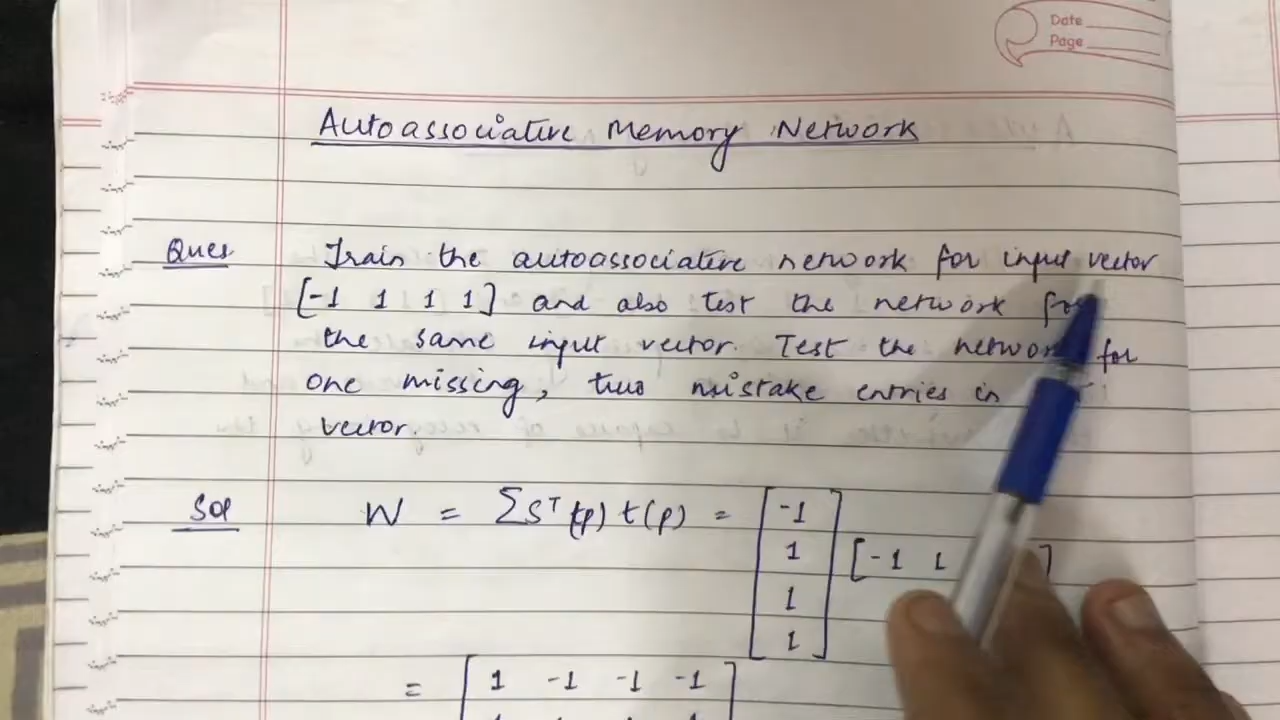 Date
Page
Autoassociative Memory Network
Ques Train the autoassociative network for input vector
[-1 1 1 1] and also test the network for
the same input vector. Test the network for
one missing, two mistake entries in
vector.
Sol W = ΣSᵀ(p) t(p) = [-1 1 1 1] [-1 1 ]
= [1 -1 -1 -1